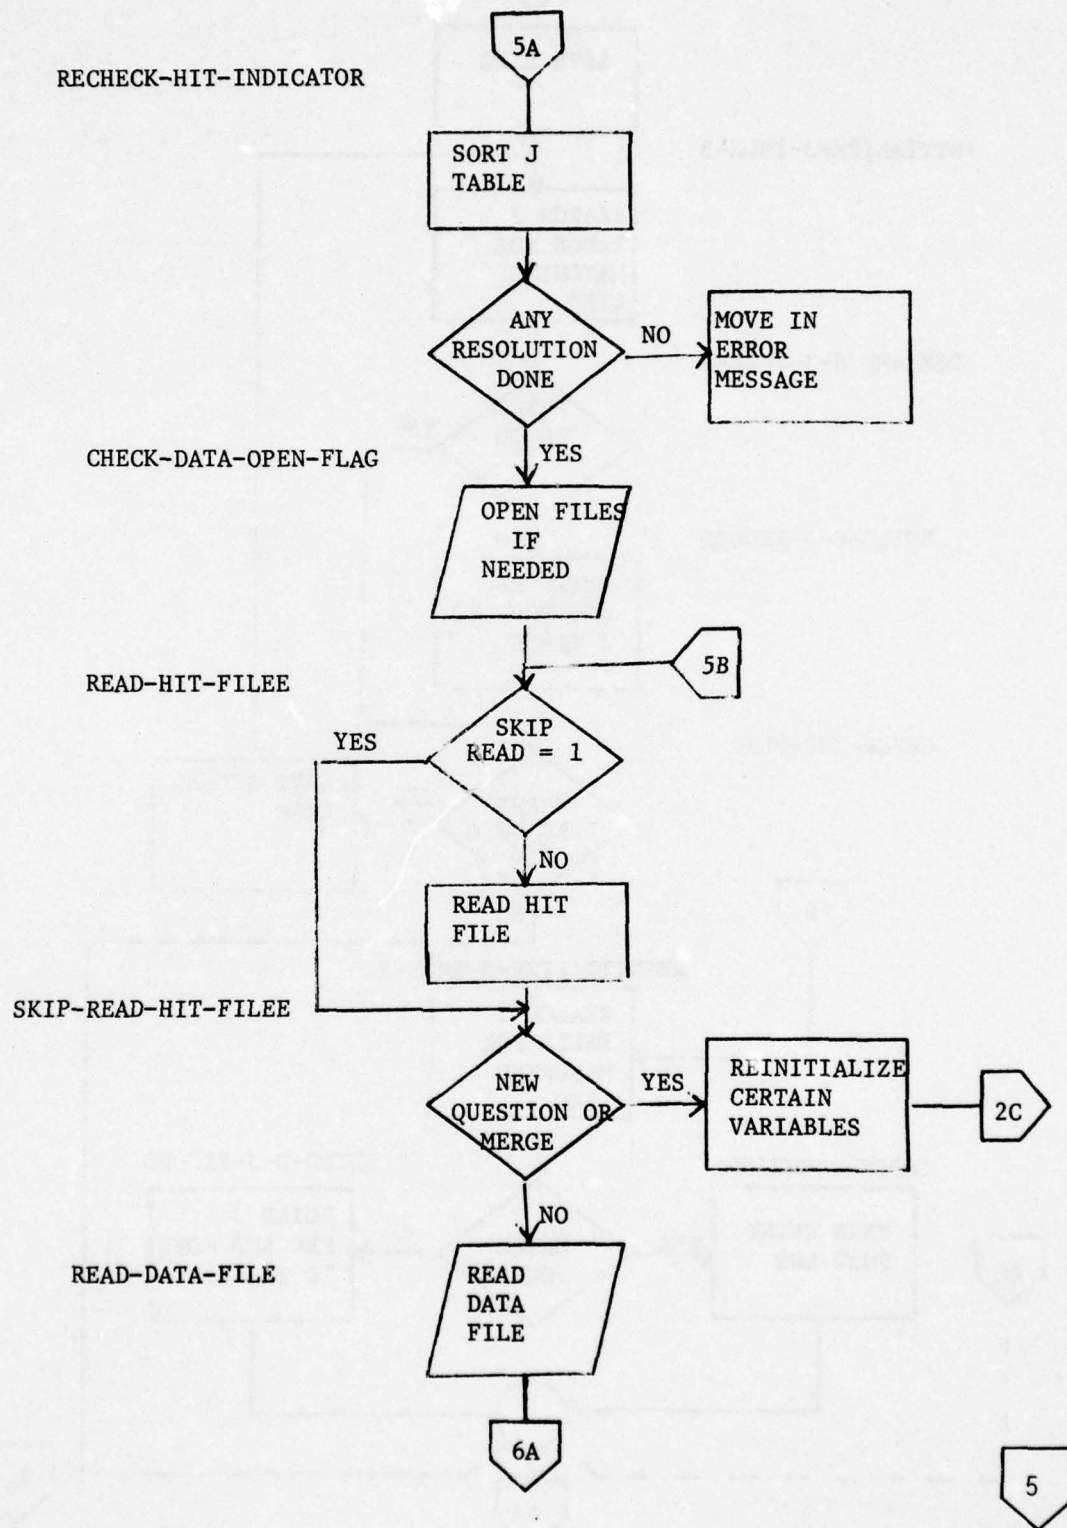 5A
RECHECK-HIT-INDICATOR
SORT J
TABLE
ANY
RESOLUTION
DONE
NO
MOVE IN
ERROR
MESSAGE
CHECK-DATA-OPEN-FLAG
YES
OPEN FILES
IF
NEEDED
5B
READ-HIT-FILEE
SKIP
READ = 1
YES
NO
READ HIT
FILE
SKIP-READ-HIT-FILEE
NEW
QUESTION OR
MERGE
YES
REINITIALIZE
CERTAIN
VARIABLES
2C
NO
READ-DATA-FILE
READ
DATA
FILE
6A
5